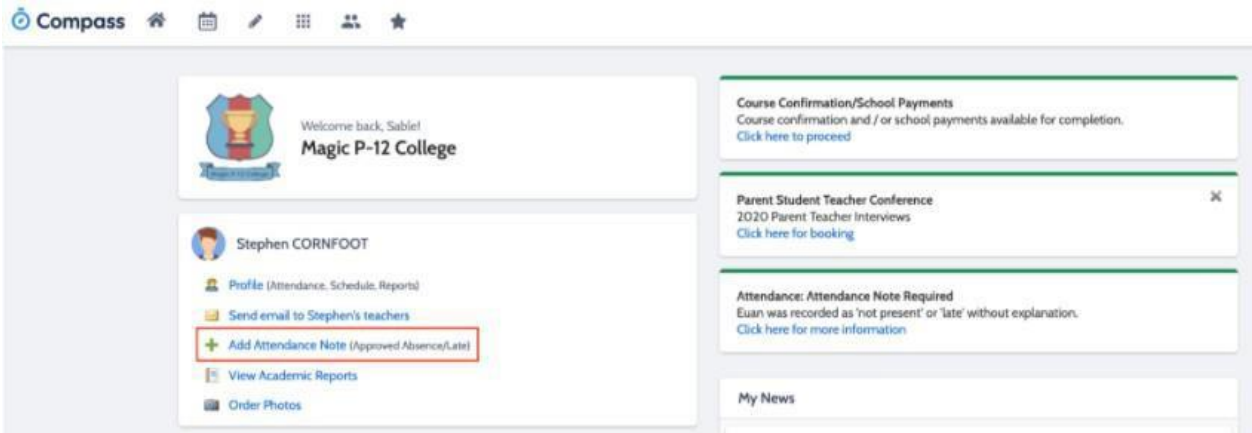 Compass
Welcome back, Sable!
Magic P-12 College
Magic P-12 College
Stephen CORNFOOT
Profile (Attendance, Schedule, Reports)
Send email to Stephen's teachers
Add Attendance Note (Approved Absence/Late)
View Academic Reports
Order Photos
Course Confirmation/School Payments
Course confirmation and / or school payments available for completion.
Click here to proceed
Parent Student Teacher Conference
2020 Parent Teacher Interviews
Click here for booking
Attendance: Attendance Note Required
Euan was recorded as 'not present' or 'late' without explanation.
Click here for more information
My News